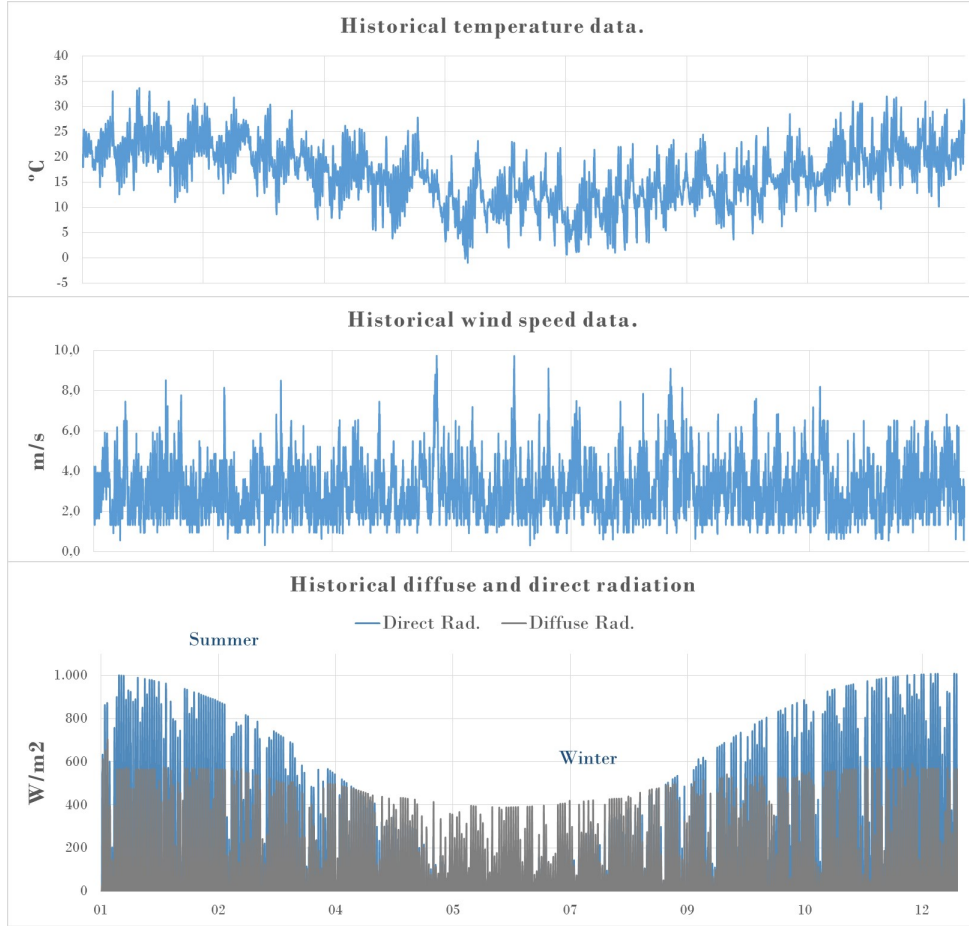 Historical temperature data.
40
35
30
25
20
15
10
5
0
-5
ºC
Historical wind speed data.
10,0
8,0
6,0
4,0
2,0
0,0
m/s
Historical diffuse and direct radiation
Direct Rad. Diffuse Rad.
Summer
1.000
800
600
400
200
0
W/m2
Winter
01 02 04 05 07 09 10 12